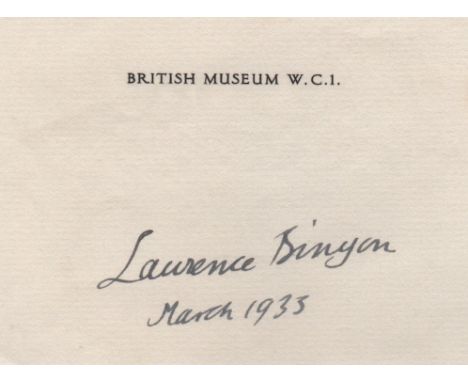 BRITISH MUSEUM W.C.1.
Laurence Binyon
March 1933